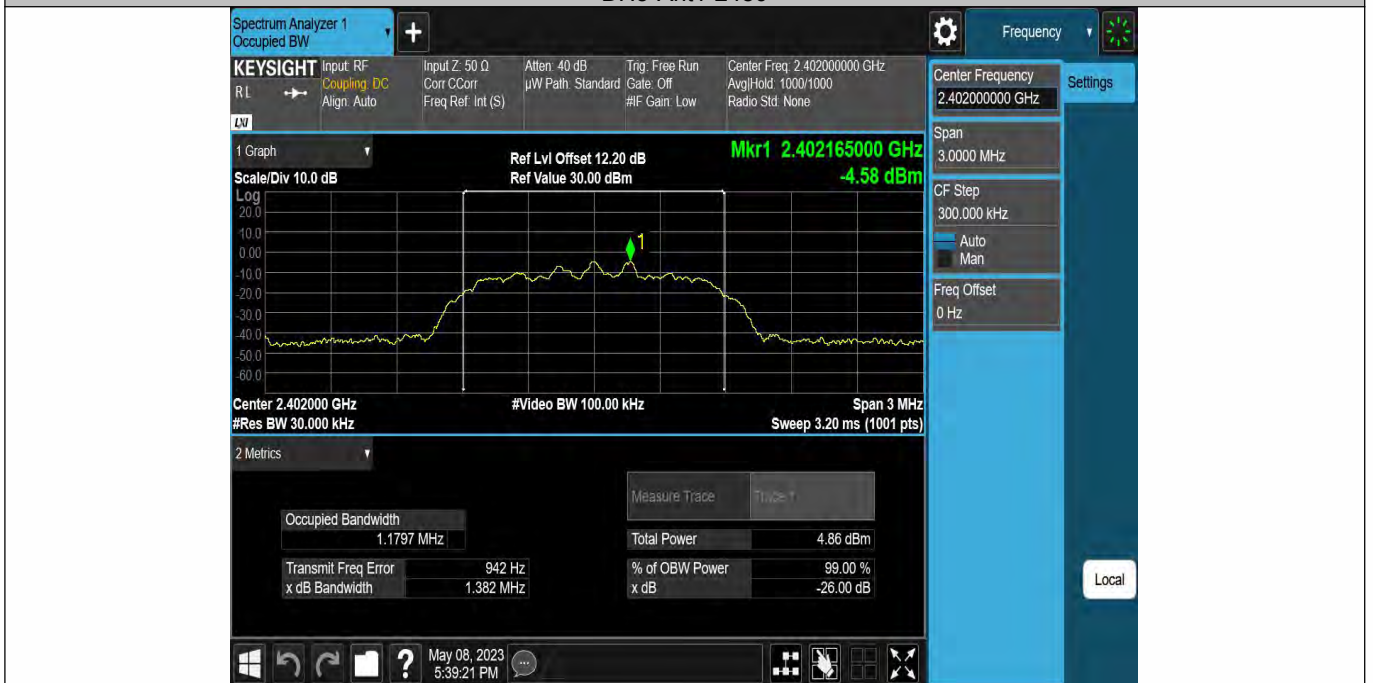 Spectrum Analyzer 1
Occupied BW
Frequency
KEYSIGHT
R L
LXI
Input: RF
Coupling: DC
Align: Auto
Input Z: 50 Ω
Corr CCorr
Freq Ref: Int (S)
Atten: 40 dB
µW Path: Standard
Trig: Free Run
Gate: Off
#IF Gain: Low
Center Freq: 2.402000000 GHz
Avg|Hold: 1000/1000
Radio Std: None
Center Frequency
2.402000000 GHz
Settings
Span
3.0000 MHz
CF Step
300.000 kHz
Auto
Man
Freq Offset
0 Hz
Local
1 Graph
Scale/Div 10.0 dB
Ref Lvl Offset 12.20 dB
Ref Value 30.00 dBm
Mkr1 2.402165000 GHz
-4.58 dBm
Log
20.0
10.0
0.00
-10.0
-20.0
-30.0
-40.0
-50.0
-60.0
1
Center 2.402000 GHz
#Video BW 100.00 kHz
Span 3 MHz
#Res BW 30.000 kHz
Sweep 3.20 ms (1001 pts)
2 Metrics
Measure Trace
Trace 1
Occupied Bandwidth
1.1797 MHz
Total Power
4.86 dBm
Transmit Freq Error
942 Hz
% of OBW Power
99.00 %
x dB Bandwidth
1.382 MHz
x dB
-26.00 dB
?
May 08, 2023
5:39:21 PM